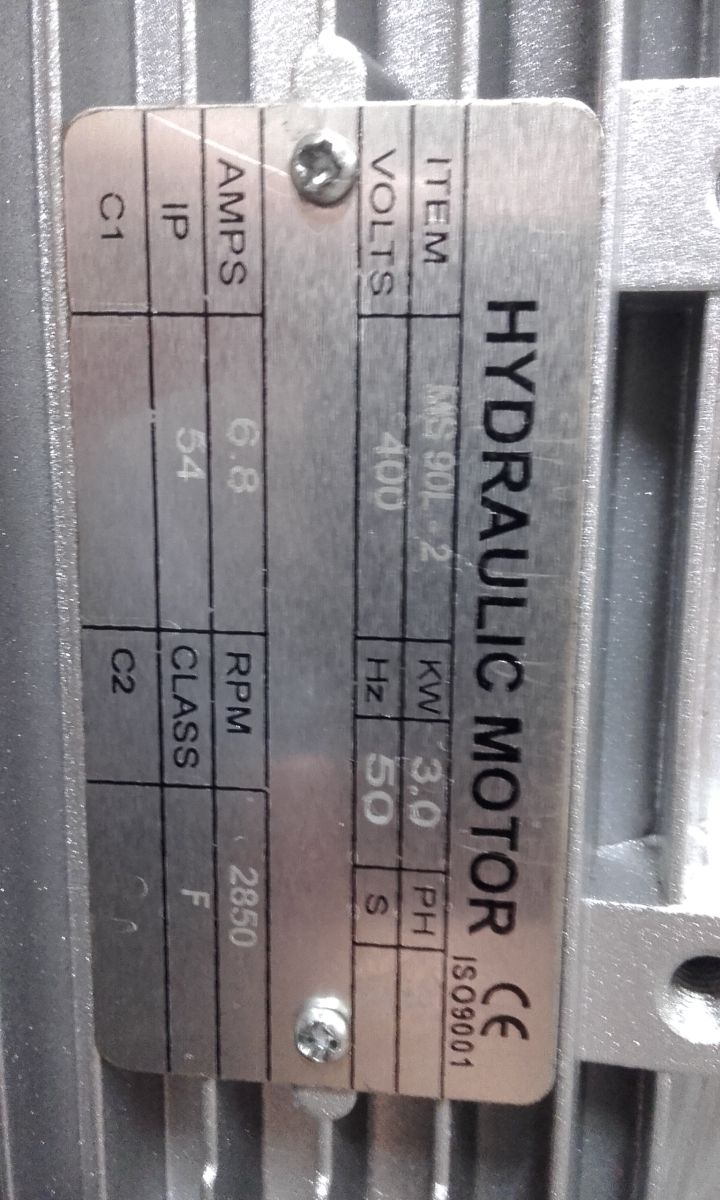 HYDRAULIC MOTOR CE
ISO9001
ITEM MS 90L-2 KW 3.0 PH
VOLTS 400 Hz 50 S
AMPS 6.8 RPM 2850
IP 54 CLASS F
C1 C2